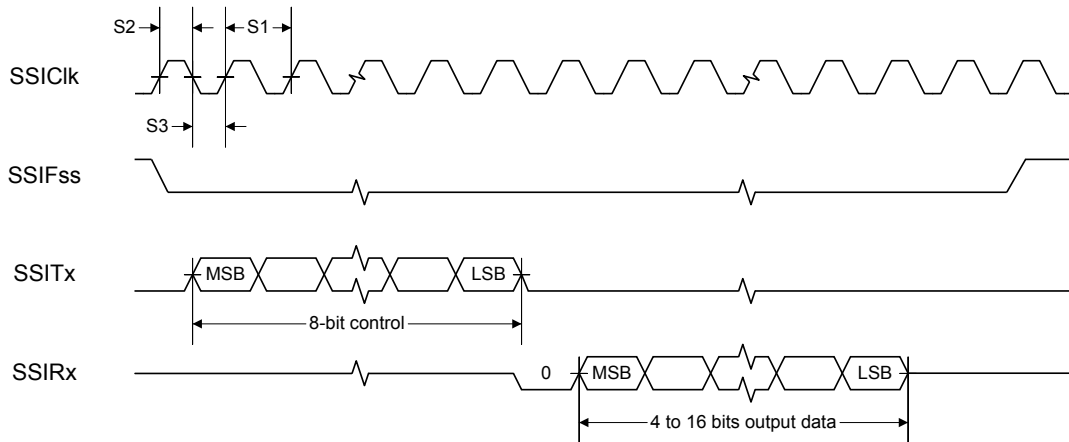 S2
S1
SSIClk
S3
SSIFss
SSITx
MSB
LSB
8-bit control
SSIRx
0
MSB
LSB
4 to 16 bits output data